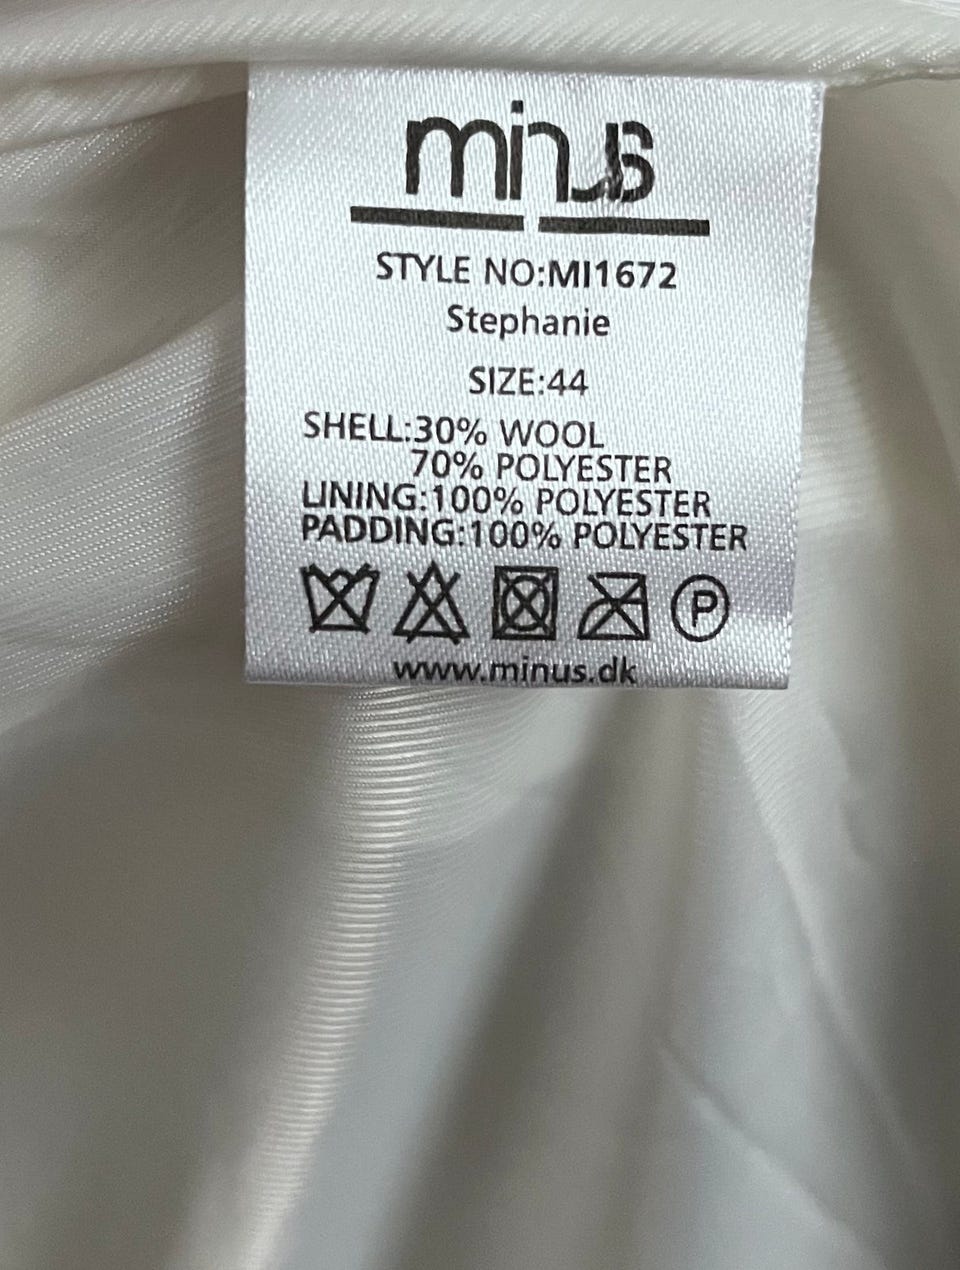 minus
STYLE NO:MI1672
Stephanie
SIZE:44
SHELL:30% WOOL
70% POLYESTER
LINING:100% POLYESTER
PADDING:100% POLYESTER
P
www.minus.dk